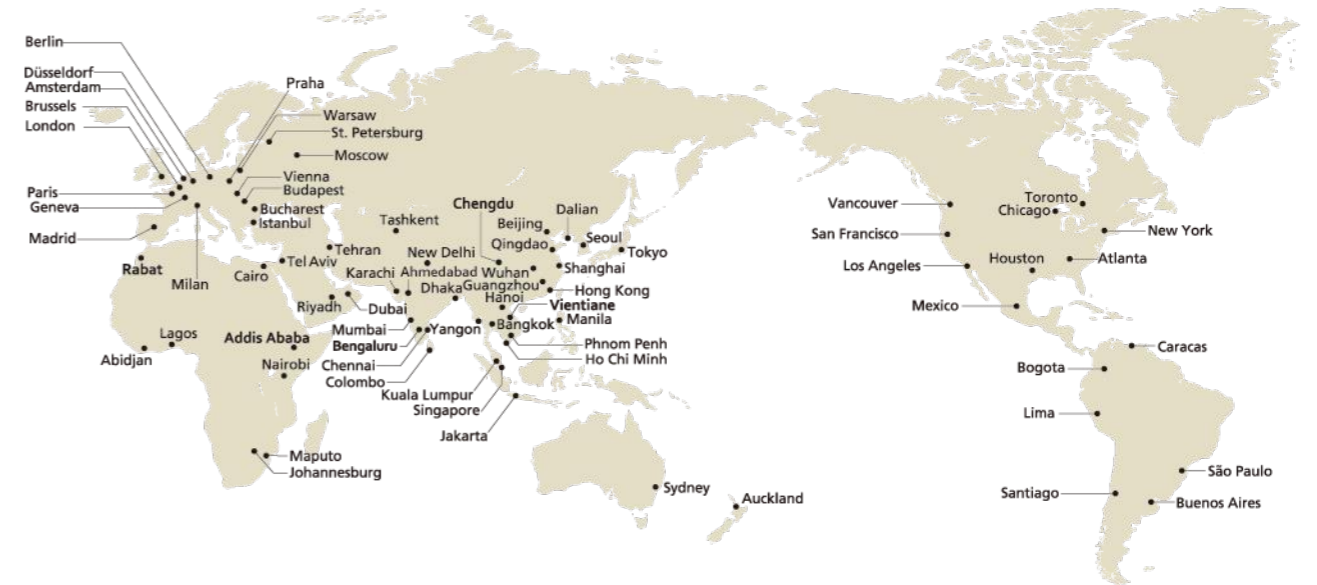 Berlin
Düsseldorf
Amsterdam
Brussels
London
Paris
Geneva
Madrid
Rabat
Milan
Praha
Warsaw
St. Petersburg
Moscow
Vienna
Budapest
Bucharest
Istanbul
Tehran
Tel Aviv
Cairo
Riyadh
Dubai
Lagos
Abidjan
Addis Ababa
Nairobi
Maputo
Johannesburg
Tashkent
New Delhi
Karachi
Ahmedabad
Dhaka
Mumbai
Bengaluru
Chennai
Colombo
Yangon
Chengdu
Beijing
Dalian
Qingdao
Seoul
Tokyo
Wuhan
Shanghai
Guangzhou
Hong Kong
Hanoi
Vientiane
Bangkok
Manila
Phnom Penh
Ho Chi Minh
Kuala Lumpur
Singapore
Jakarta
Sydney
Auckland
Vancouver
San Francisco
Los Angeles
Toronto
Chicago
New York
Houston
Atlanta
Mexico
Caracas
Bogota
Lima
São Paulo
Santiago
Buenos Aires